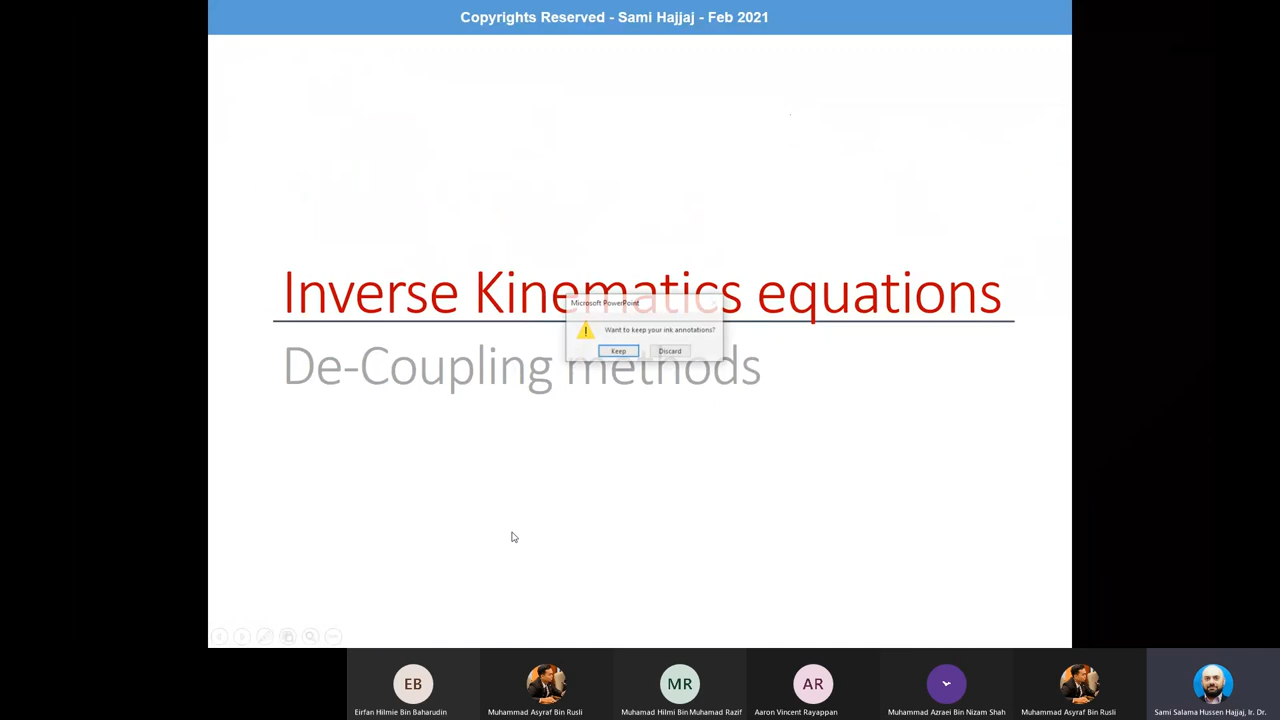 Copyrights Reserved - Sami Hajjaj - Feb 2021
Inverse Kinematics equations
Microsoft PowerPoint
Want to keep your ink annotations?
Keep Discard
De-Coupling methods
EB MR AR
Eirfan Hilmie Bin Baharudin Muhammad Asyraf Bin Rusli Muhamad Hilmi Bin Muhamad Razif Aaron Vincent Rayappan Muhammad Azraei Bin Nizam Shah Muhammad Asyraf Bin Rusli Sami Salama Hussen Hajjaj, Ir. Dr.